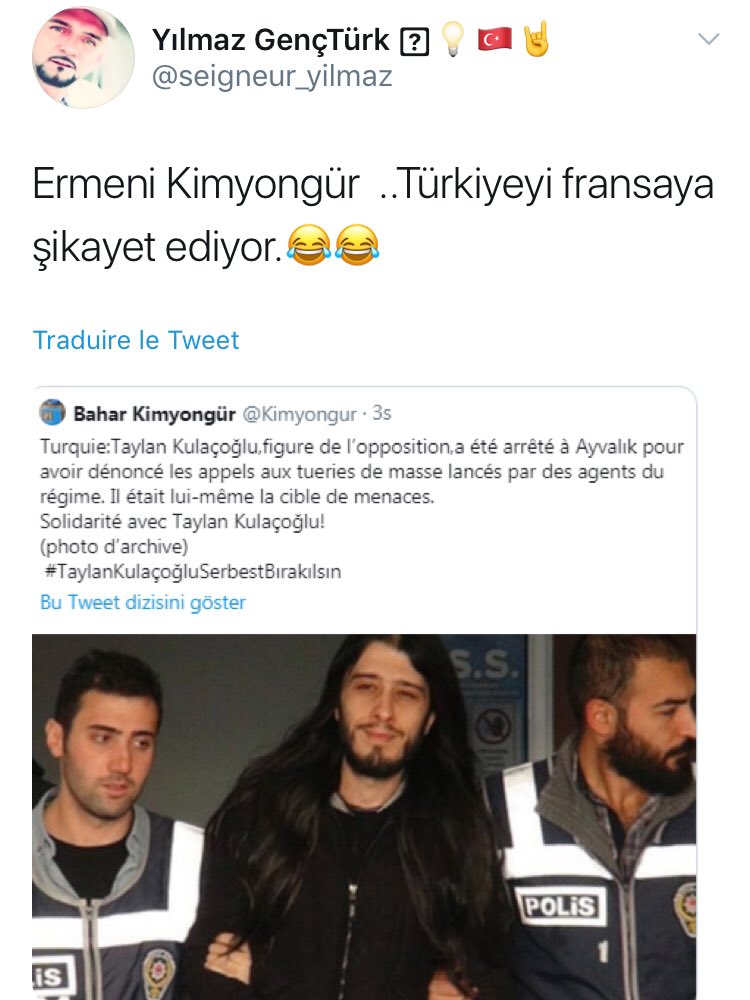 Yılmaz GençTürk ? 💡 🇹🇷 🤘
@seigneur_yilmaz
Ermeni Kimyongür ..Türkiyeyi fransaya
şikayet ediyor.😂😂
Traduire le Tweet
Bahar Kimyongür @Kimyongur · 3s
Turquie:Taylan Kulaçoğlu,figure de l'opposition,a été arrêté à Ayvalık pour
avoir dénoncé les appels aux tueries de masse lancés par des agents du
régime. Il était lui-même la cible de menaces.
Solidarité avec Taylan Kulaçoğlu!
(photo d'archive)
#TaylanKulaçoğluSerbestBırakılsın
Bu Tweet dizisini göster
S.S.
POLİS
1
İS